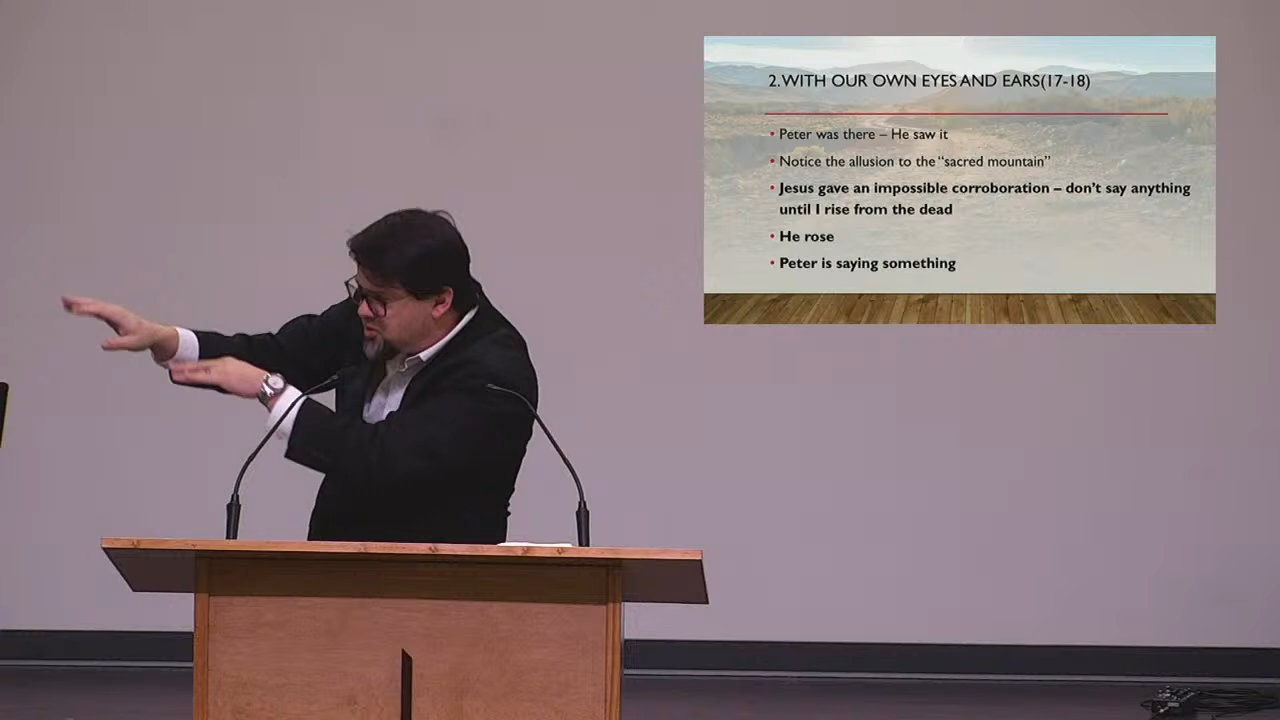 2. WITH OUR OWN EYES AND EARS(17-18)
• Peter was there – He saw it
• Notice the allusion to the “sacred mountain”
• Jesus gave an impossible corroboration – don’t say anything
until I rise from the dead
• He rose
• Peter is saying something